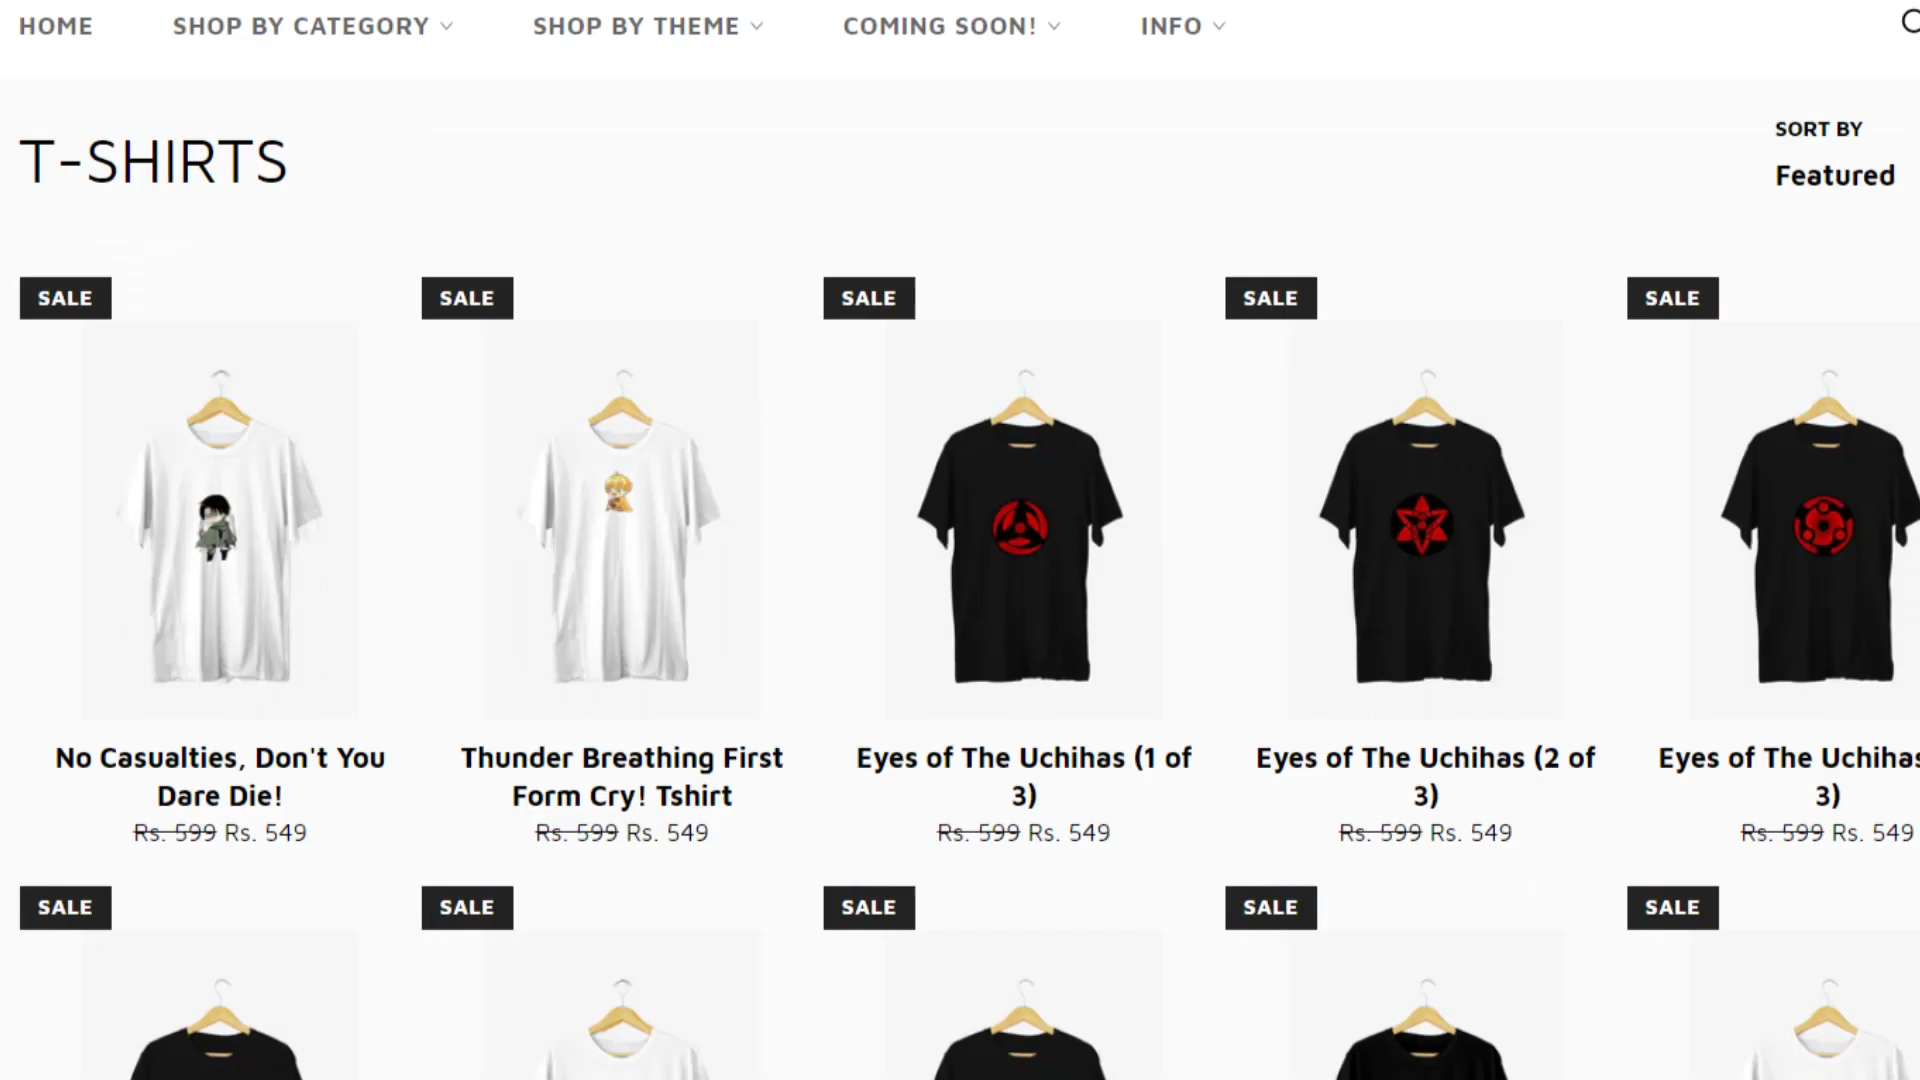 HOME SHOP BY CATEGORY SHOP BY THEME COMING SOON! INFO
SORT BY
T-SHIRTS
Featured
SALE SALE SALE SALE SALE
No Casualties, Don't You
Dare Die!
Rs. 599 Rs. 549
Thunder Breathing First
Form Cry! Tshirt
Rs. 599 Rs. 549
Eyes of The Uchihas (1 of
3)
Rs. 599 Rs. 549
Eyes of The Uchihas (2 of
3)
Rs. 599 Rs. 549
Eyes of The Uchihas
3)
Rs. 599 Rs. 549
SALE SALE SALE SALE SALE